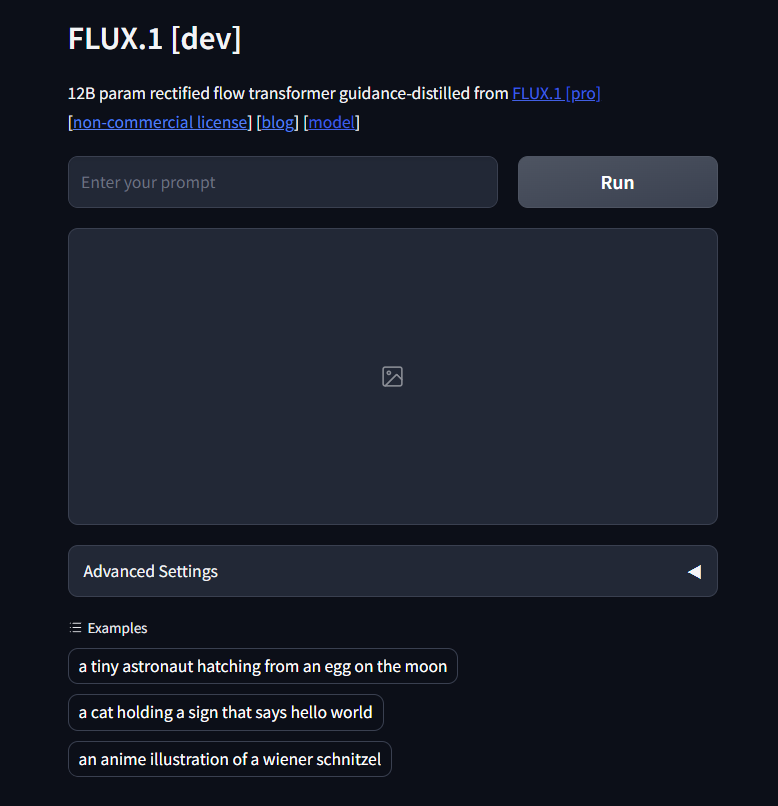 FLUX.1 [dev]
12B param rectified flow transformer guidance-distilled from FLUX.1 [pro]
[non-commercial license] [blog] [model]
Enter your prompt
Run
Advanced Settings
Examples
a tiny astronaut hatching from an egg on the moon
a cat holding a sign that says hello world
an anime illustration of a wiener schnitzel